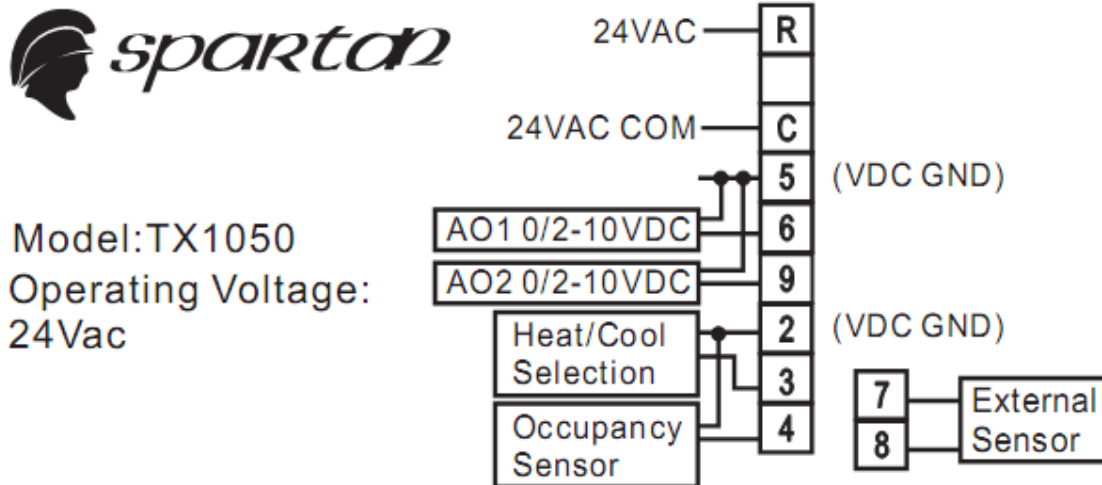 spartan
24VAC
R
24VAC COM
C
5
(VDC GND)
Model:TX1050
Operating Voltage:
24Vac
AO1 0/2-10VDC
6
AO2 0/2-10VDC
9
Heat/Cool
Selection
2
(VDC GND)
3
Occupancy
Sensor
4
7
8
External
Sensor